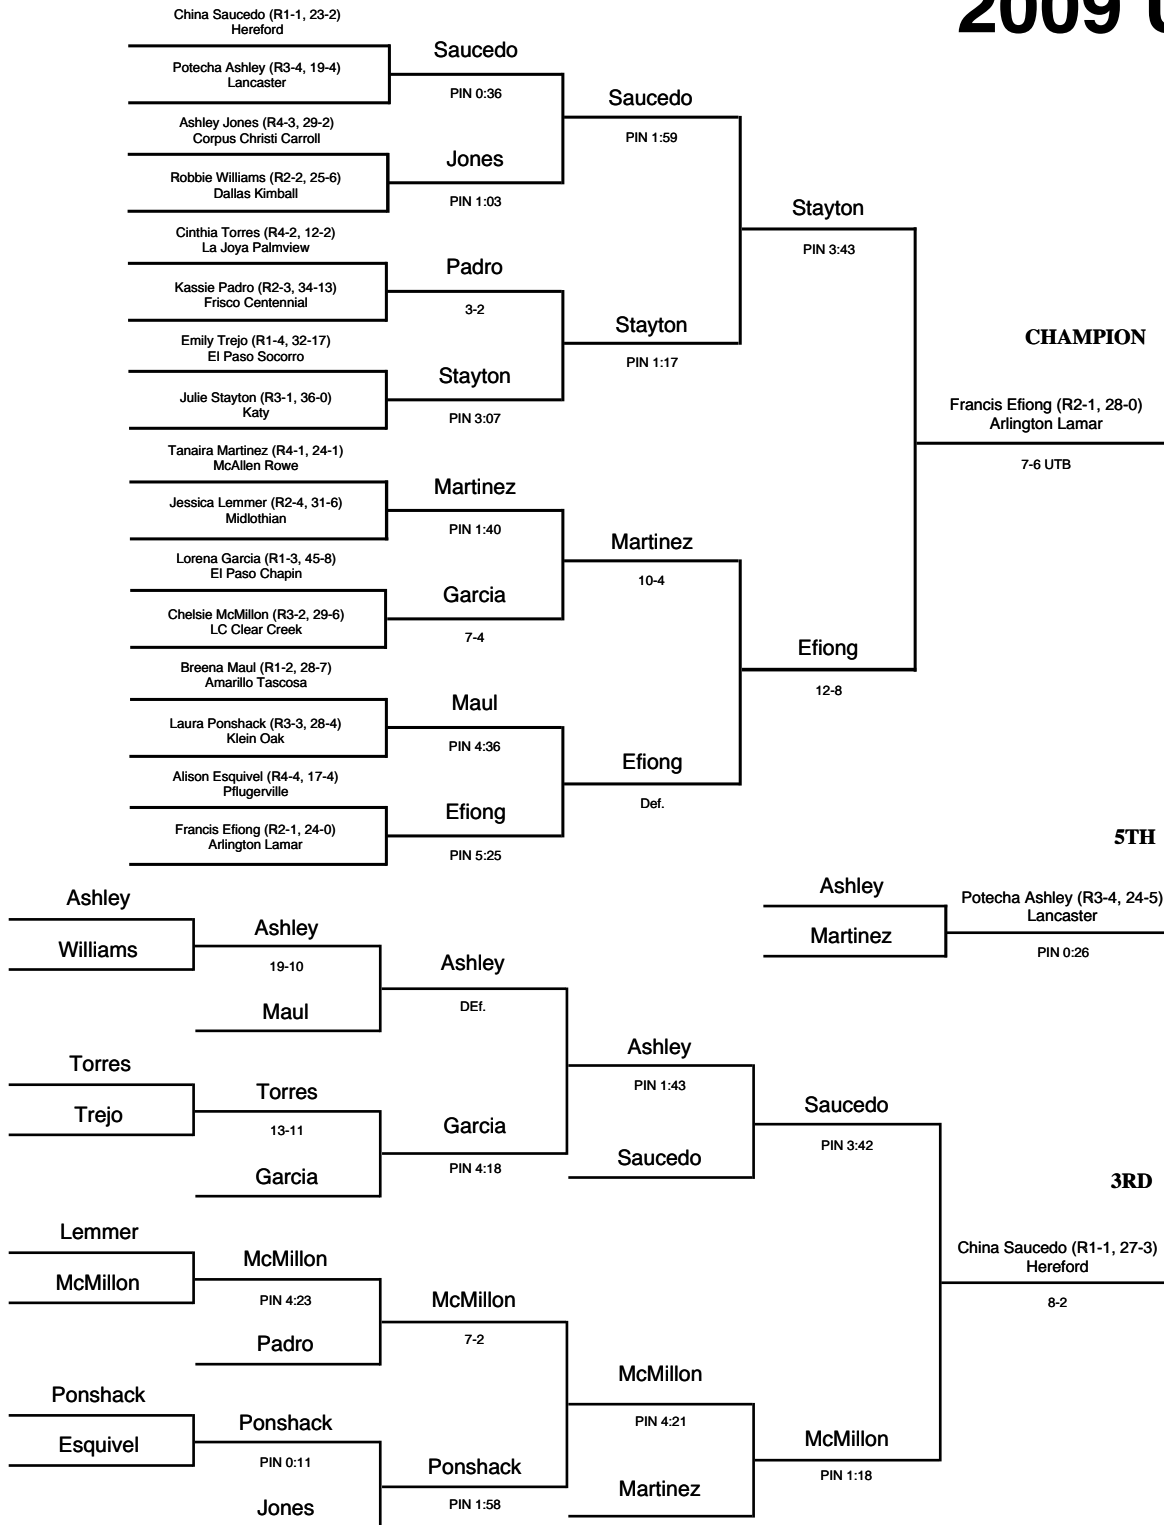 2009 U
China Saucedo (R1-1, 23-2)
Hereford
Saucedo
Potecha Ashley (R3-4, 19-4)
Lancaster
PIN 0:36
Saucedo
PIN 1:59
Ashley Jones (R4-3, 29-2)
Corpus Christi Carroll
Jones
Robbie Williams (R2-2, 25-6)
Dallas Kimball
PIN 1:03
Stayton
PIN 3:43
Cinthia Torres (R4-2, 12-2)
La Joya Palmview
Padro
Kassie Padro (R2-3, 34-13)
Frisco Centennial
3-2
Stayton
PIN 1:17
Emily Trejo (R1-4, 32-17)
El Paso Socorro
Stayton
Julie Stayton (R3-1, 36-0)
Katy
PIN 3:07
CHAMPION
Francis Efiong (R2-1, 28-0)
Arlington Lamar
7-6 UTB
Tanaira Martinez (R4-1, 24-1)
McAllen Rowe
Martinez
Jessica Lemmer (R2-4, 31-6)
Midlothian
PIN 1:40
Martinez
10-4
Lorena Garcia (R1-3, 45-8)
El Paso Chapin
Garcia
Chelsie McMillon (R3-2, 29-6)
LC Clear Creek
7-4
Efiong
12-8
Breena Maul (R1-2, 28-7)
Amarillo Tascosa
Maul
Laura Ponshack (R3-3, 28-4)
Klein Oak
PIN 4:36
Efiong
Def.
Alison Esquivel (R4-4, 17-4)
Pflugerville
Efiong
Francis Efiong (R2-1, 24-0)
Arlington Lamar
PIN 5:25
5TH
Ashley
Martinez
Potecha Ashley (R3-4, 24-5)
Lancaster
PIN 0:26
Ashley
Williams
Ashley
19-10
Maul
Ashley
DEf.
Torres
Trejo
Torres
13-11
Garcia
Garcia
PIN 4:18
Ashley
PIN 1:43
Saucedo
Saucedo
PIN 3:42
3RD
China Saucedo (R1-1, 27-3)
Hereford
8-2
Lemmer
McMillon
McMillon
PIN 4:23
Padro
McMillon
7-2
McMillon
PIN 4:21
Martinez
McMillon
PIN 1:18
Ponshack
Esquivel
Ponshack
PIN 0:11
Jones
Ponshack
PIN 1:58